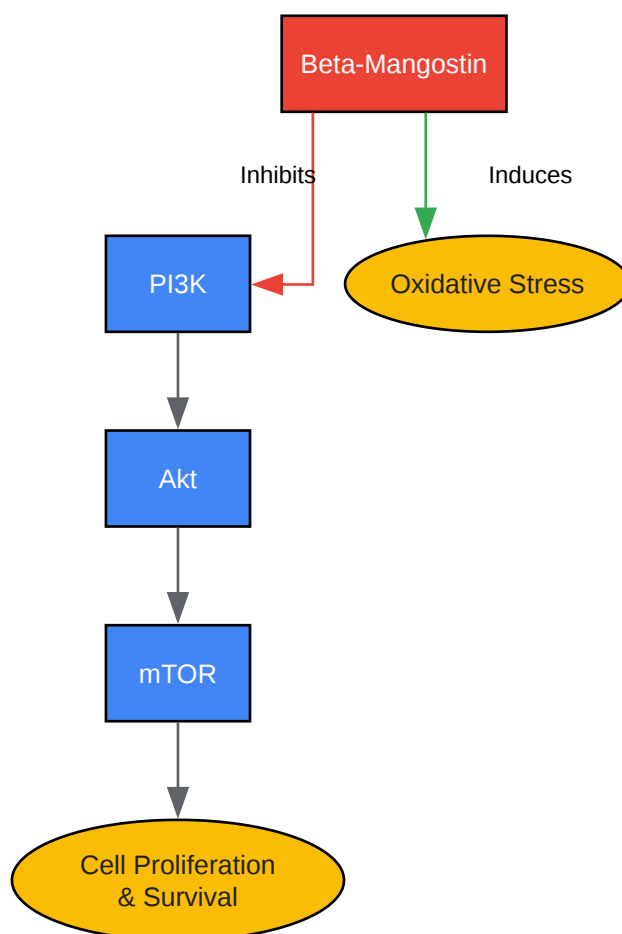 Beta-Mangostin
Inhibits
Induces
PI3K
Oxidative Stress
Akt
mTOR
Cell Proliferation
& Survival